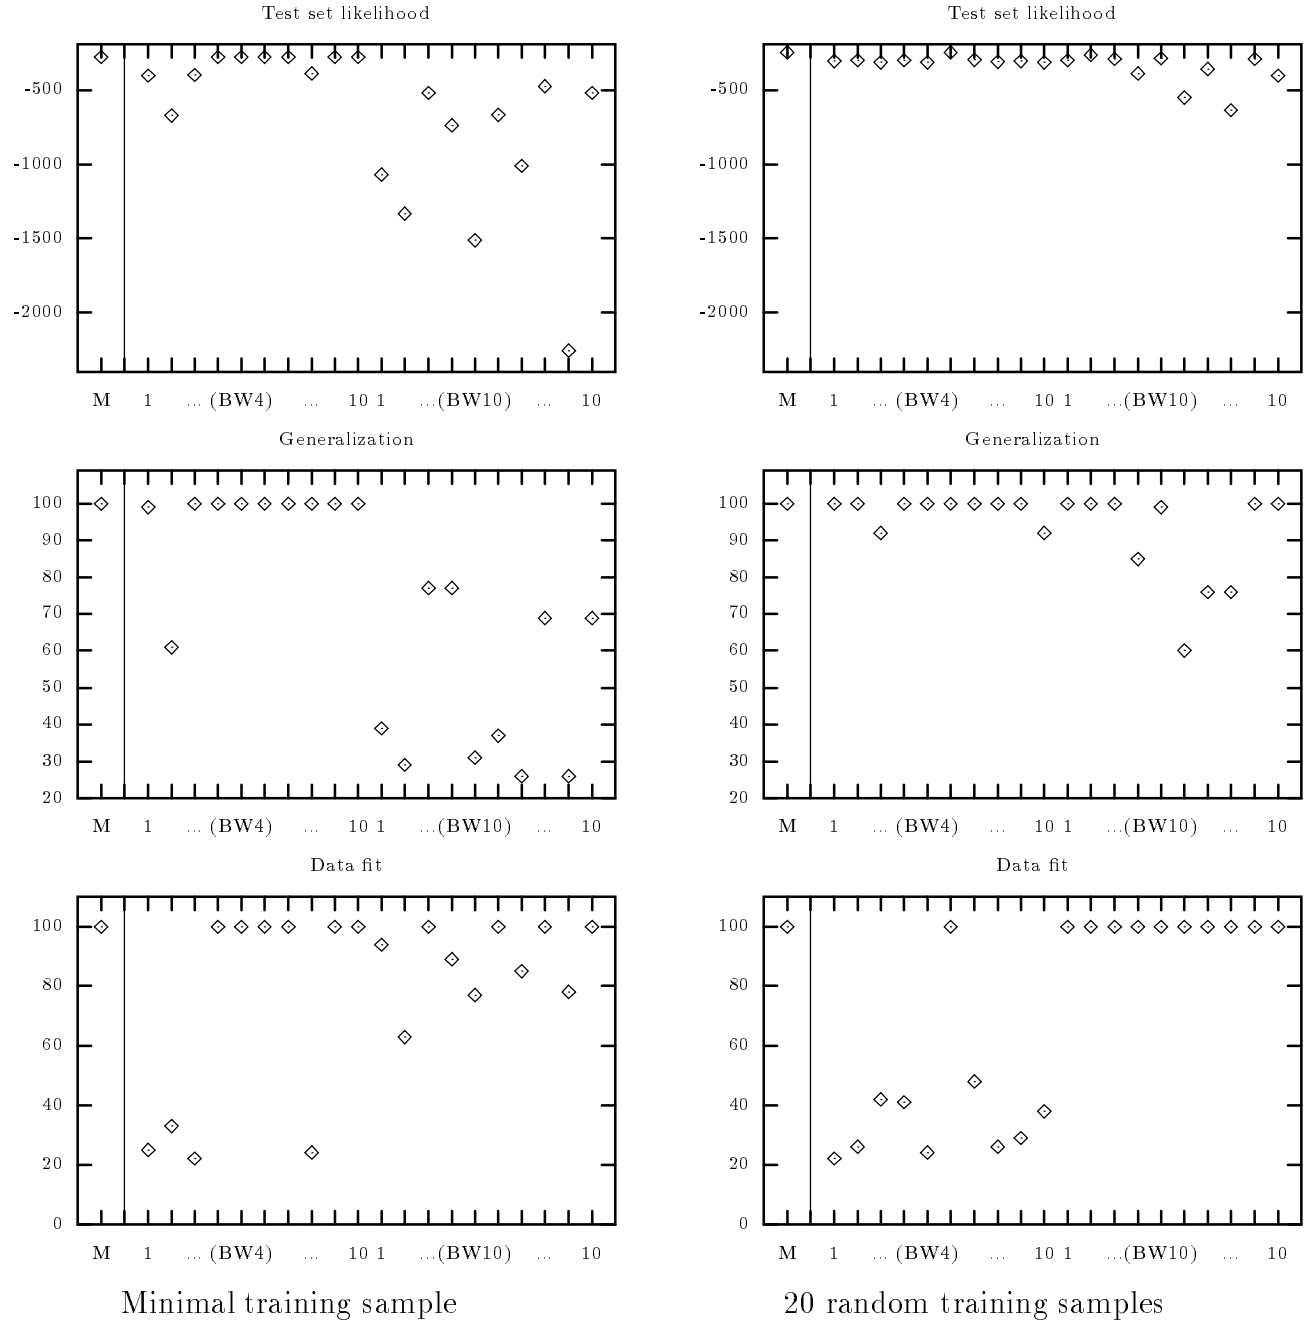 Test set likelihood
-500
-1000
-1500
-2000
M 1 ... (BW4) ... 10 1 ...(BW10) ... 10
Generalization
100
90
80
70
60
50
40
30
20
M 1 ... (BW4) ... 10 1 ...(BW10) ... 10
Data fit
100
80
60
40
20
0
M 1 ... (BW4) ... 10 1 ...(BW10) ... 10
Minimal training sample
Test set likelihood
-500
-1000
-1500
-2000
M 1 ... (BW4) ... 10 1 ...(BW10) ... 10
Generalization
100
90
80
70
60
50
40
30
20
M 1 ... (BW4) ... 10 1 ...(BW10) ... 10
Data fit
100
80
60
40
20
0
M 1 ... (BW4) ... 10 1 ...(BW10) ... 10
20 random training samples